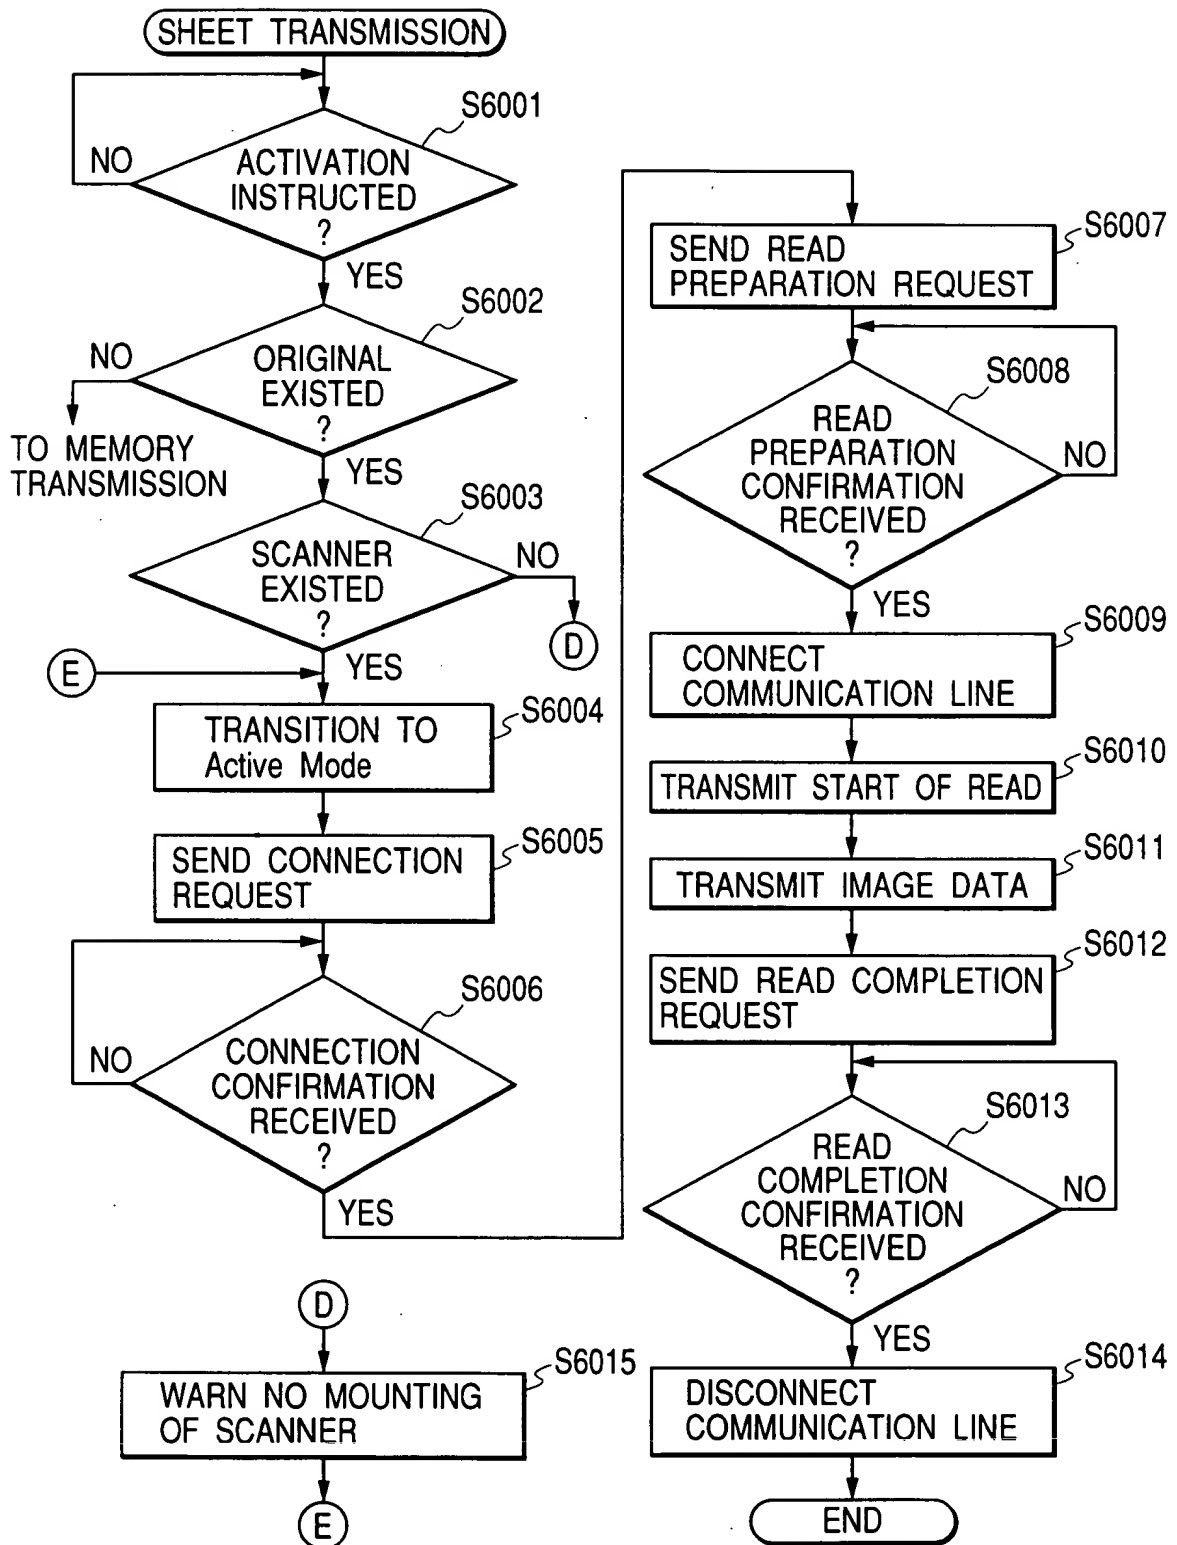 SHEET TRANSMISSION
S6001
NO
ACTIVATION
INSTRUCTED
?
YES
S6002
NO
ORIGINAL
EXISTED
?
TO MEMORY
TRANSMISSION
YES
S6003
SCANNER
EXISTED
?
NO
D
E
YES
S6004
TRANSITION TO
Active Mode
S6005
SEND CONNECTION
REQUEST
S6006
NO
CONNECTION
CONFIRMATION
RECEIVED
?
YES
D
S6015
WARN NO MOUNTING
OF SCANNER
E
S6007
SEND READ
PREPARATION REQUEST
S6008
READ
PREPARATION
CONFIRMATION
RECEIVED
?
NO
YES
S6009
CONNECT
COMMUNICATION LINE
S6010
TRANSMIT START OF READ
S6011
TRANSMIT IMAGE DATA
S6012
SEND READ COMPLETION
REQUEST
S6013
READ
COMPLETION
CONFIRMATION
RECEIVED
?
NO
YES
S6014
DISCONNECT
COMMUNICATION LINE
END